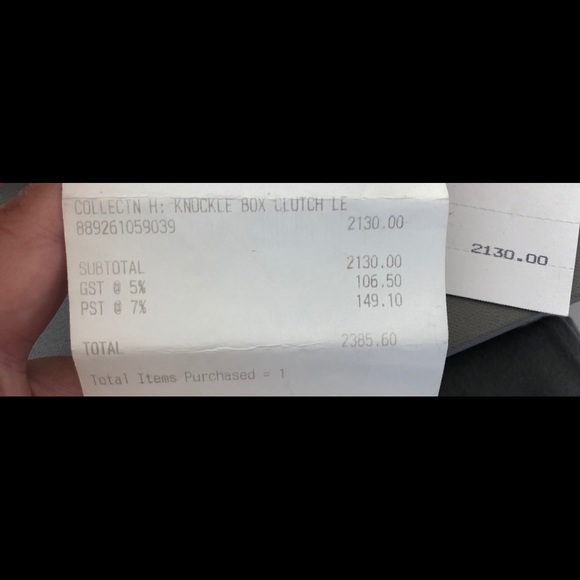 COLLECTN H: KNUCKLE BOX CLUTCH LE
889261059039 2130.00
SUBTOTAL 2130.00
GST @ 5% 106.50
PST @ 7% 149.10
TOTAL 2385.60
Total Items Purchased = 1
2130.00